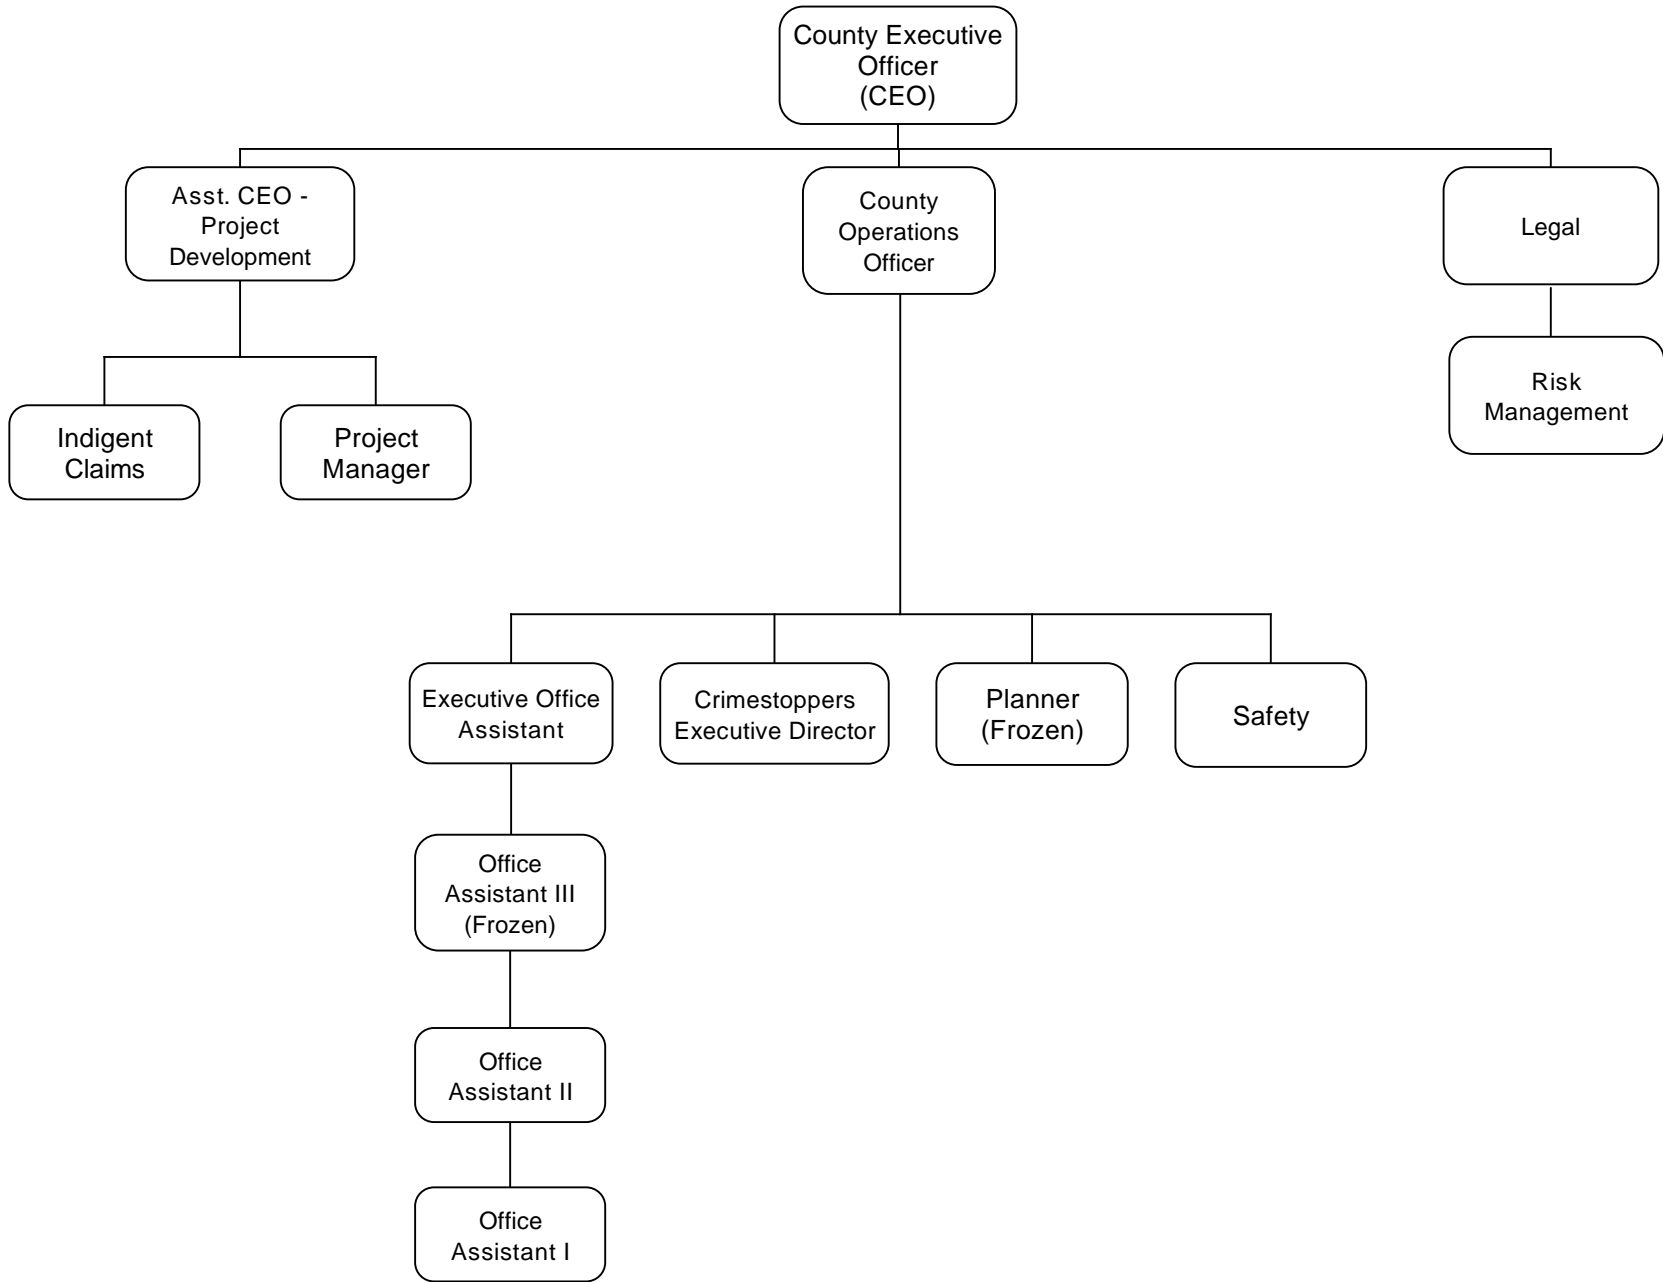 County Executive
Officer
(CEO)
Asst. CEO -
Project
Development
County
Operations
Officer
Legal
Indigent
Claims
Project
Manager
Risk
Management
Executive Office
Assistant
Crimestoppers
Executive Director
Planner
(Frozen)
Safety
Office
Assistant III
(Frozen)
Office
Assistant II
Office
Assistant I